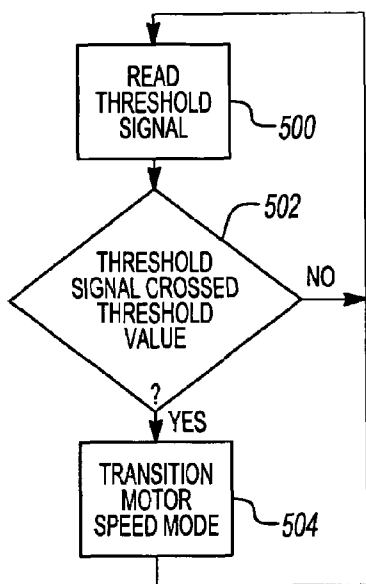 READ
THRESHOLD
SIGNAL
500
502
THRESHOLD
SIGNAL CROSSED
THRESHOLD
VALUE
?
NO
YES
TRANSITION
MOTOR
SPEED MODE
504